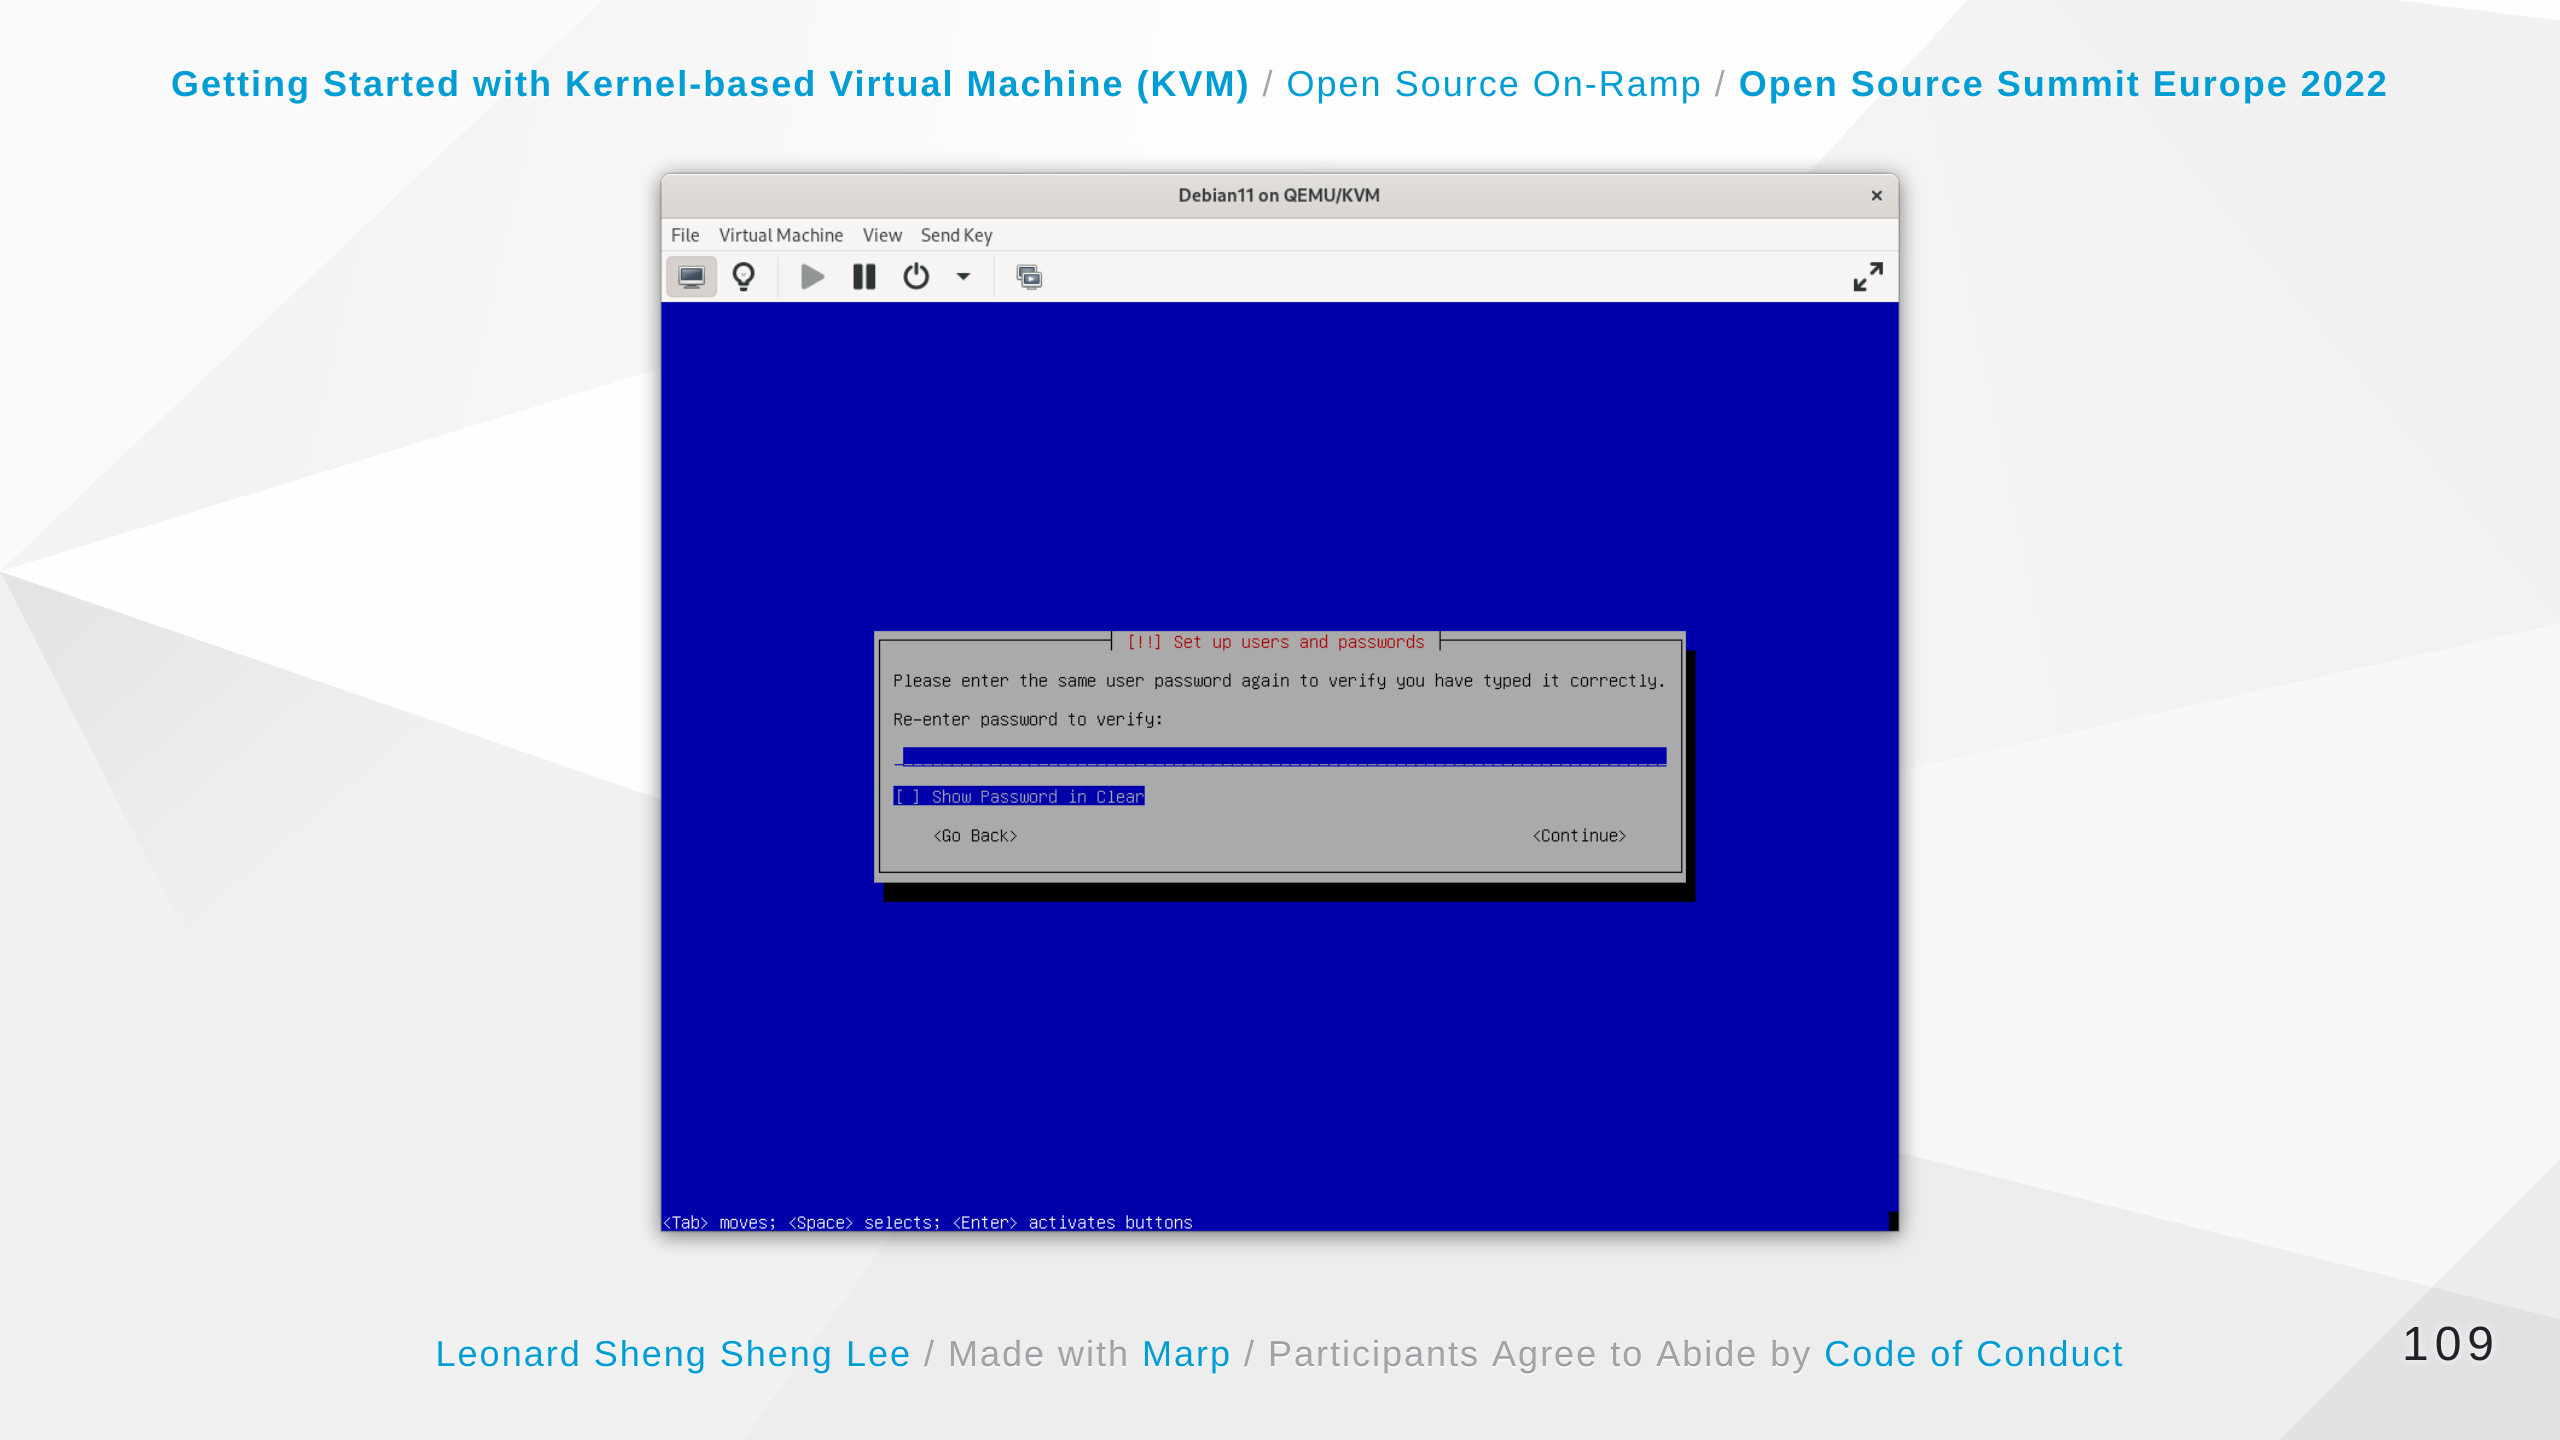 Getting Started with Kernel-based Virtual Machine (KVM) / Open Source On-Ramp / Open Source Summit Europe 2022
Debian11 on QEMU/KVM
File Virtual Machine View Send Key
[!!] Set up users and passwords
Please enter the same user password again to verify you have typed it correctly.
Re-enter password to verify:
[ ] Show Password in Clear
<Go Back> <Continue>
<Tab> moves; <Space> selects; <Enter> activates buttons
Leonard Sheng Sheng Lee / Made with Marp / Participants Agree to Abide by Code of Conduct
109